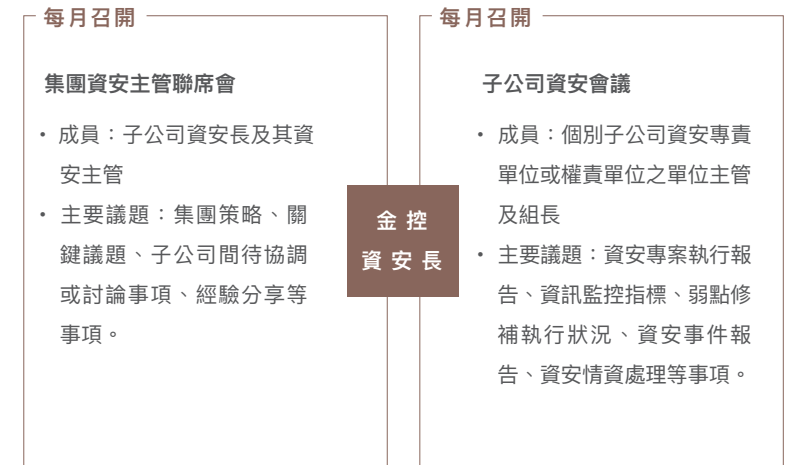 每月召開
集團資安主管聯席會
• 成員：子公司資安長及其資
安主管
• 主要議題：集團策略、關
鍵議題、子公司間待協調
或討論事項、經驗分享等
事項。
金控
資安長
每月召開
子公司資安會議
• 成員：個別子公司資安專責
單位或權責單位之單位主管
及組長
• 主要議題：資安專案執行報
告、資訊監控指標、弱點修
補執行狀況、資安事件報
告、資安情資處理等事項。